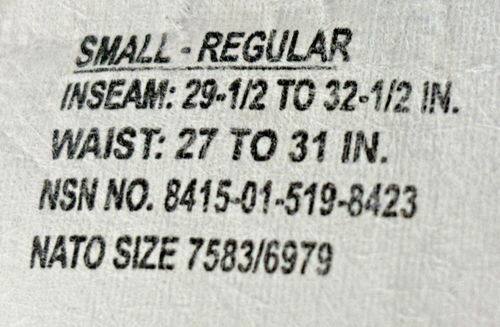 SMALL - REGULAR
INSEAM: 29-1/2 TO 32-1/2 IN.
WAIST: 27 TO 31 IN.
NSN NO. 8415-01-519-8423
NATO SIZE 7583/6979